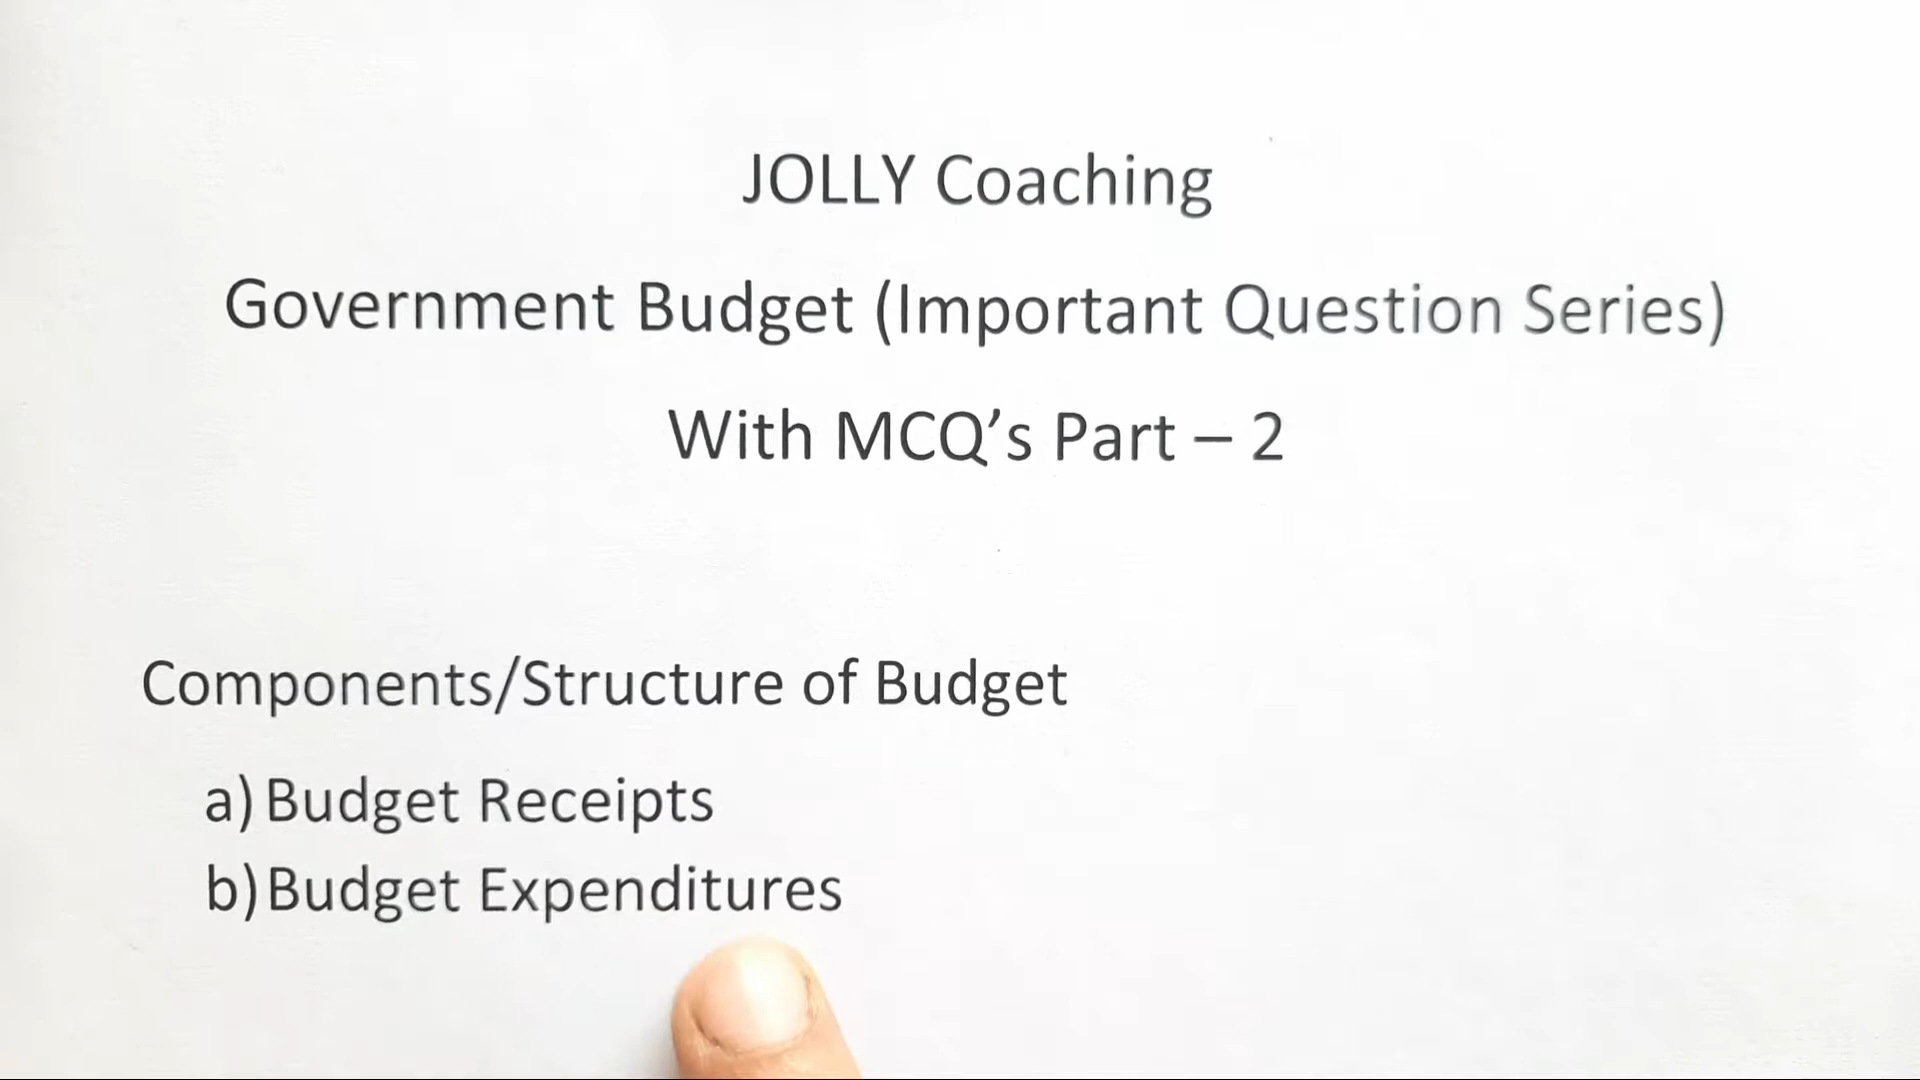 JOLLY Coaching
Government Budget (Important Question Series)
With MCQ’s Part – 2
Components/Structure of Budget
a) Budget Receipts
b) Budget Expenditures